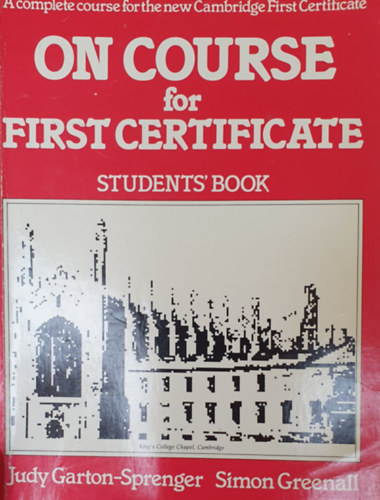 A complete course for the new Cambridge First Certificate
ON COURSE
for
FIRST CERTIFICATE
STUDENTS' BOOK
King's College Chapel, Cambridge
Judy Garton-Sprenger Simon Greenall